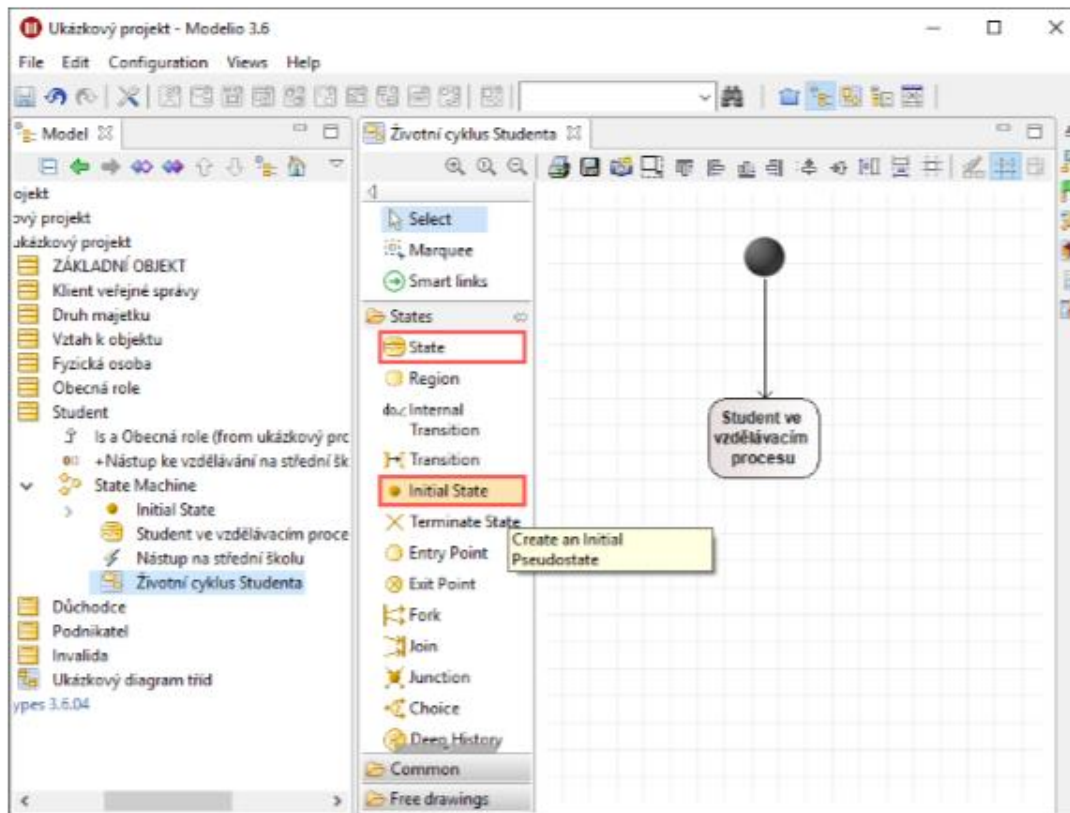 Ukázkový projekt - Modelio 3.6
File Edit Configuration Views Help
Model
ojekt
ový projekt
ukázkový projekt
ZÁKLADNÍ OBJEKT
Klient veřejné správy
Druh majetku
Vztah k objektu
Fyzická osoba
Obecná role
Student
Is a Obecná role (from ukázkový pro
+Nástup ke vzdělávání na střední šk
State Machine
Initial State
Student ve vzdělávacím proce
Nástup na střední školu
Životní cyklus Studenta
Důchodce
Podnikatel
Invalida
Ukázkový diagram tříd
ypes 3.6.04
Životní cyklus Studenta
Select
Marquee
Smart links
States
State
Region
do.. Internal
Transition
Transition
Initial State
Terminate State
Entry Point
Exit Point
Fork
Join
Junction
Choice
Deep History
Common
Free drawings
Create an Initial
Pseudostate
Student ve
vzdělávacím
procesu